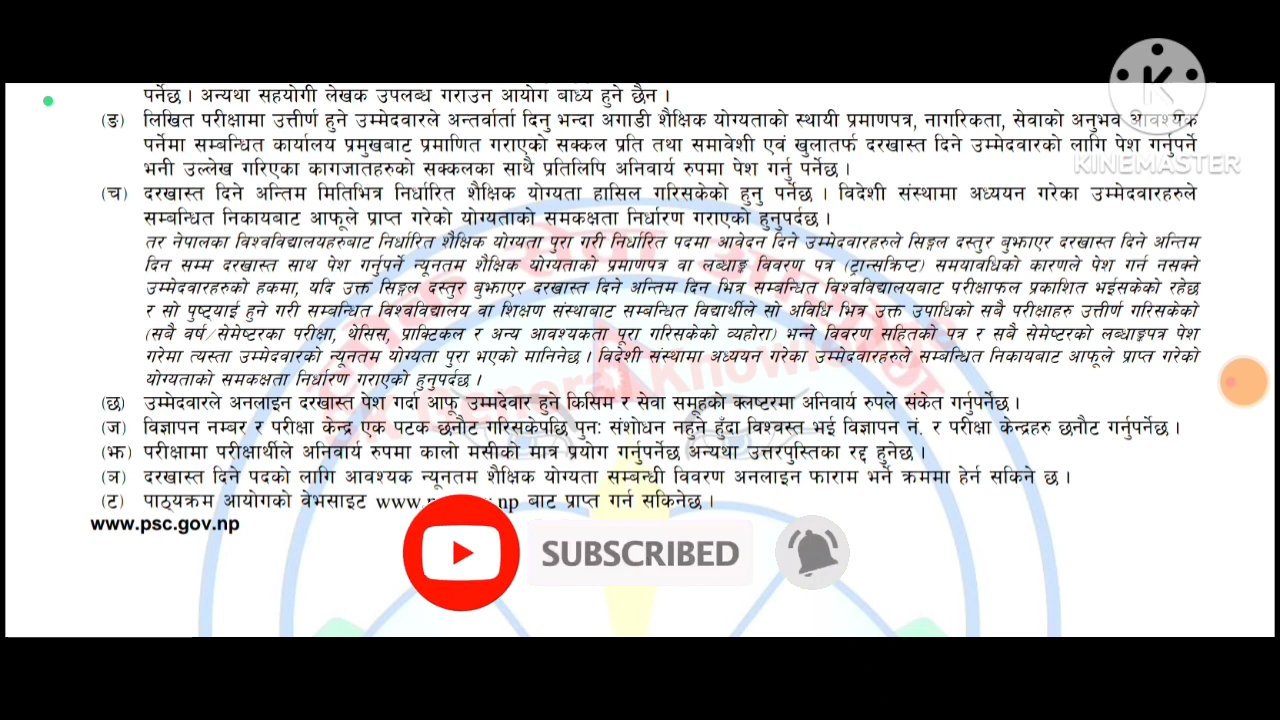 पर्नेछ । अन्यथा सहयोगी लेखक उपलब्ध गराउन आयोग बाध्य हुने छैन ।
(ङ) लिखित परीक्षामा उत्तीर्ण हुने उम्मेदवारले अन्तर्वार्ता दिनु भन्दा अगाडी शैक्षिक योग्यताको स्थायी प्रमाणपत्र, नागरिकता, सेवाको अनुभव आवश्यक
पर्नेमा सम्बन्धित कार्यालय प्रमुखबाट प्रमाणित गराएको सक्कल प्रति तथा समावेशी एवं खुलातर्फ दरखास्त दिने उम्मेदवारको लागि पेश गर्नुपर्ने
भनी उल्लेख गरिएका कागजातहरुको सक्कलका साथै प्रतिलिपि अनिवार्य रुपमा पेश गर्नु पर्नेछ ।
KINEMASTER
(च) दरखास्त दिने अन्तिम मितिभित्र निर्धारित शैक्षिक योग्यता हासिल गरिसकेको हुनु पर्नेछ । विदेशी संस्थामा अध्ययन गरेका उम्मेदवारहरुले
सम्बन्धित निकायबाट आफूले प्राप्त गरेको योग्यताको समकक्षता निर्धारण गराएको हुनुपर्दछ ।
तर नेपालका विश्वविद्यालयहरुबाट निर्धारित शैक्षिक योग्यता पुरा गरी निर्धारित पदमा आवेदन दिने उम्मेदवारहरुले सिङ्गल दस्तुर बुझाएर दरखास्त दिने अन्तिम
दिन सम्म दरखास्त साथ पेश गर्नुपर्ने न्यूनतम शैक्षिक योग्यताको प्रमाणपत्र वा लब्धाङ्क विवरण पत्र (ट्रान्सक्रिप्ट) समयावधिको कारणले पेश गर्न नसक्ने
उम्मेदवारहरुको हकमा, यदि उक्त सिङ्गल दस्तुर बुझाएर दरखास्त दिने अन्तिम दिन भित्र सम्बन्धित विश्वविद्यालयबाट परीक्षाफल प्रकाशित भईसकेको रहेछ
र सो पुष्ट्याई हुने गरी सम्बन्धित विश्वविद्यालय वा शिक्षण संस्थाबाट सम्बन्धित विद्यार्थीले सो अवधि भित्र उक्त उपाधिको सबै परीक्षाहरु उत्तीर्ण गरिसकेको
(सबै वर्ष/सेमेष्टरका परीक्षा, थेसिस, प्राक्टिकल र अन्य आवश्यकता पूरा गरिसकेको व्यहोरा) भन्ने विवरण सहितको पत्र र सबै सेमेष्टरको लब्धाङ्कपत्र पेश
गरेमा त्यस्ता उम्मेदवारको न्यूनतम योग्यता पुरा भएको मानिनेछ । विदेशी संस्थामा अध्ययन गरेका उम्मेदवारहरुले सम्बन्धित निकायबाट आफूले प्राप्त गरेको
योग्यताको समकक्षता निर्धारण गराएको हुनुपर्दछ ।
(छ) उम्मेदवारले अनलाइन दरखास्त पेश गर्दा आफू उम्मदेवार हुने किसिम र सेवा समूहको क्लष्टरमा अनिवार्य रुपले संकेत गर्नुपर्नेछ ।
(ज) विज्ञापन नम्बर र परीक्षा केन्द्र एक पटक छनौट गरिसकेपछि पुनः संशोधन नहुने हुँदा विश्वस्त भई विज्ञापन नं. र परीक्षा केन्द्रहरु छनौट गर्नुपर्नेछ ।
(झ) परीक्षामा परीक्षार्थीले अनिवार्य रुपमा कालो मसीको मात्र प्रयोग गर्नुपर्नेछ अन्यथा उत्तरपुस्तिका रद्द हुनेछ ।
(ञ) दरखास्त दिने पदको लागि आवश्यक न्यूनतम शैक्षिक योग्यता सम्बन्धी विवरण अनलाइन फाराम भर्ने क्रममा हेर्न सकिने छ ।
(ट) पाठ्यक्रम आयोगको वेभसाइट www. np बाट प्राप्त गर्न सकिनेछ ।
www.psc.gov.np
SUBSCRIBED
लोक सेवा आयोग
General Knowledge